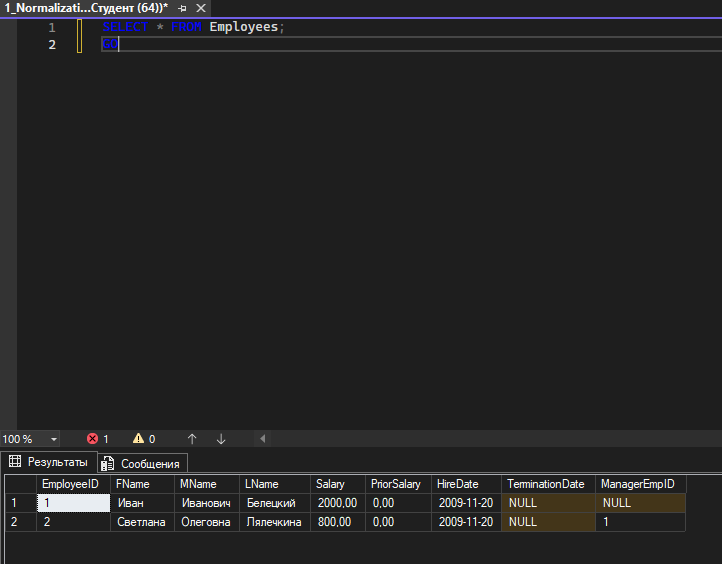 1_Normalizati...Студент (64))*
1 SELECT * FROM Employees;
2
100 % 1 0
Результаты Сообщения
EmployeeID FName MName LName Salary PriorSalary HireDate TerminationDate ManagerEmpID
1 1 Иван Иванович Белецкий 2000,00 0,00 2009-11-20 NULL NULL
2 2 Светлана Олеговна Лялечкина 800,00 0,00 2009-11-20 NULL 1